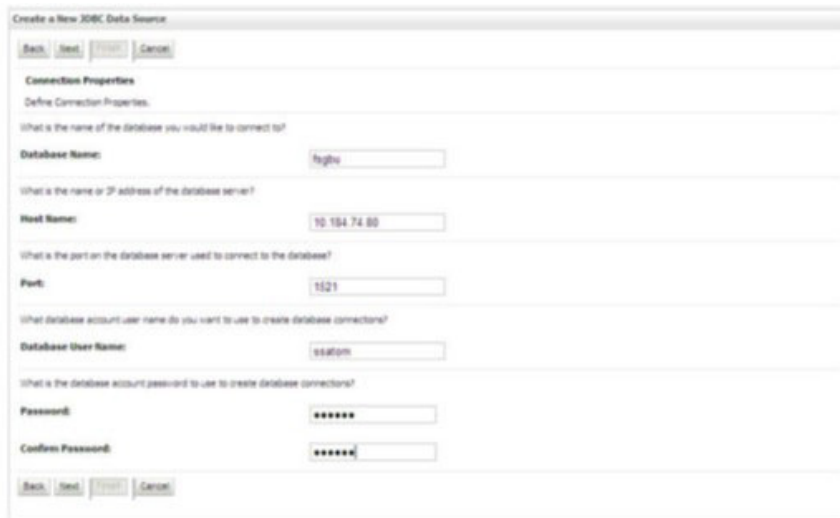 Create a New JDBC Data Source
Back Next Finish Cancel
Connection Properties
Define Connection Properties.
What is the name of the database you would like to connect to?
Database Name: fsgbu
What is the name or IP address of the database server?
Host Name: 10.184.74.80
What is the port on the database server used to connect to the database?
Port: 1521
What database account user name do you want to use to create database connections?
Database User Name: ssatom
What is the database account password to use to create database connections?
Password: ●●●●●●
Confirm Password: ●●●●●●
Back Next Finish Cancel